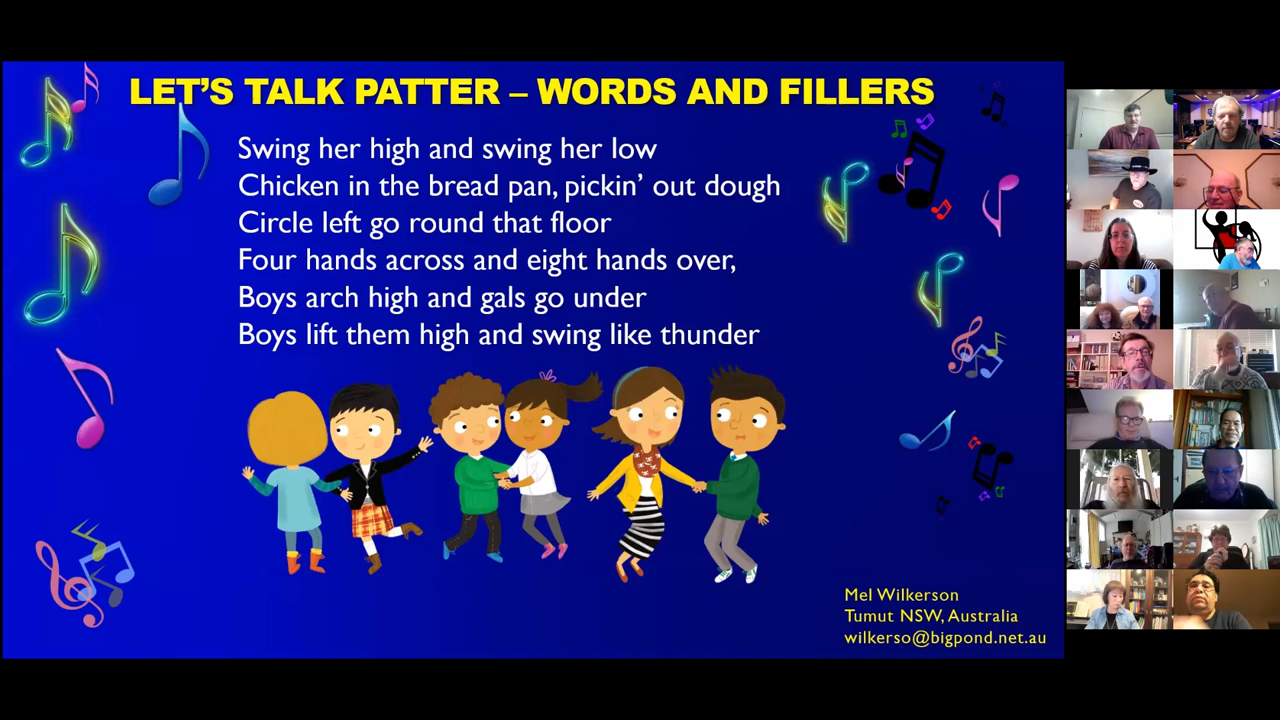 LET'S TALK PATTER – WORDS AND FILLERS
Swing her high and swing her low
Chicken in the bread pan, pickin' out dough
Circle left go round that floor
Four hands across and eight hands over,
Boys arch high and gals go under
Boys lift them high and swing like thunder
Mel Wilkerson
Tumut NSW, Australia
wilkerso@bigpond.net.au